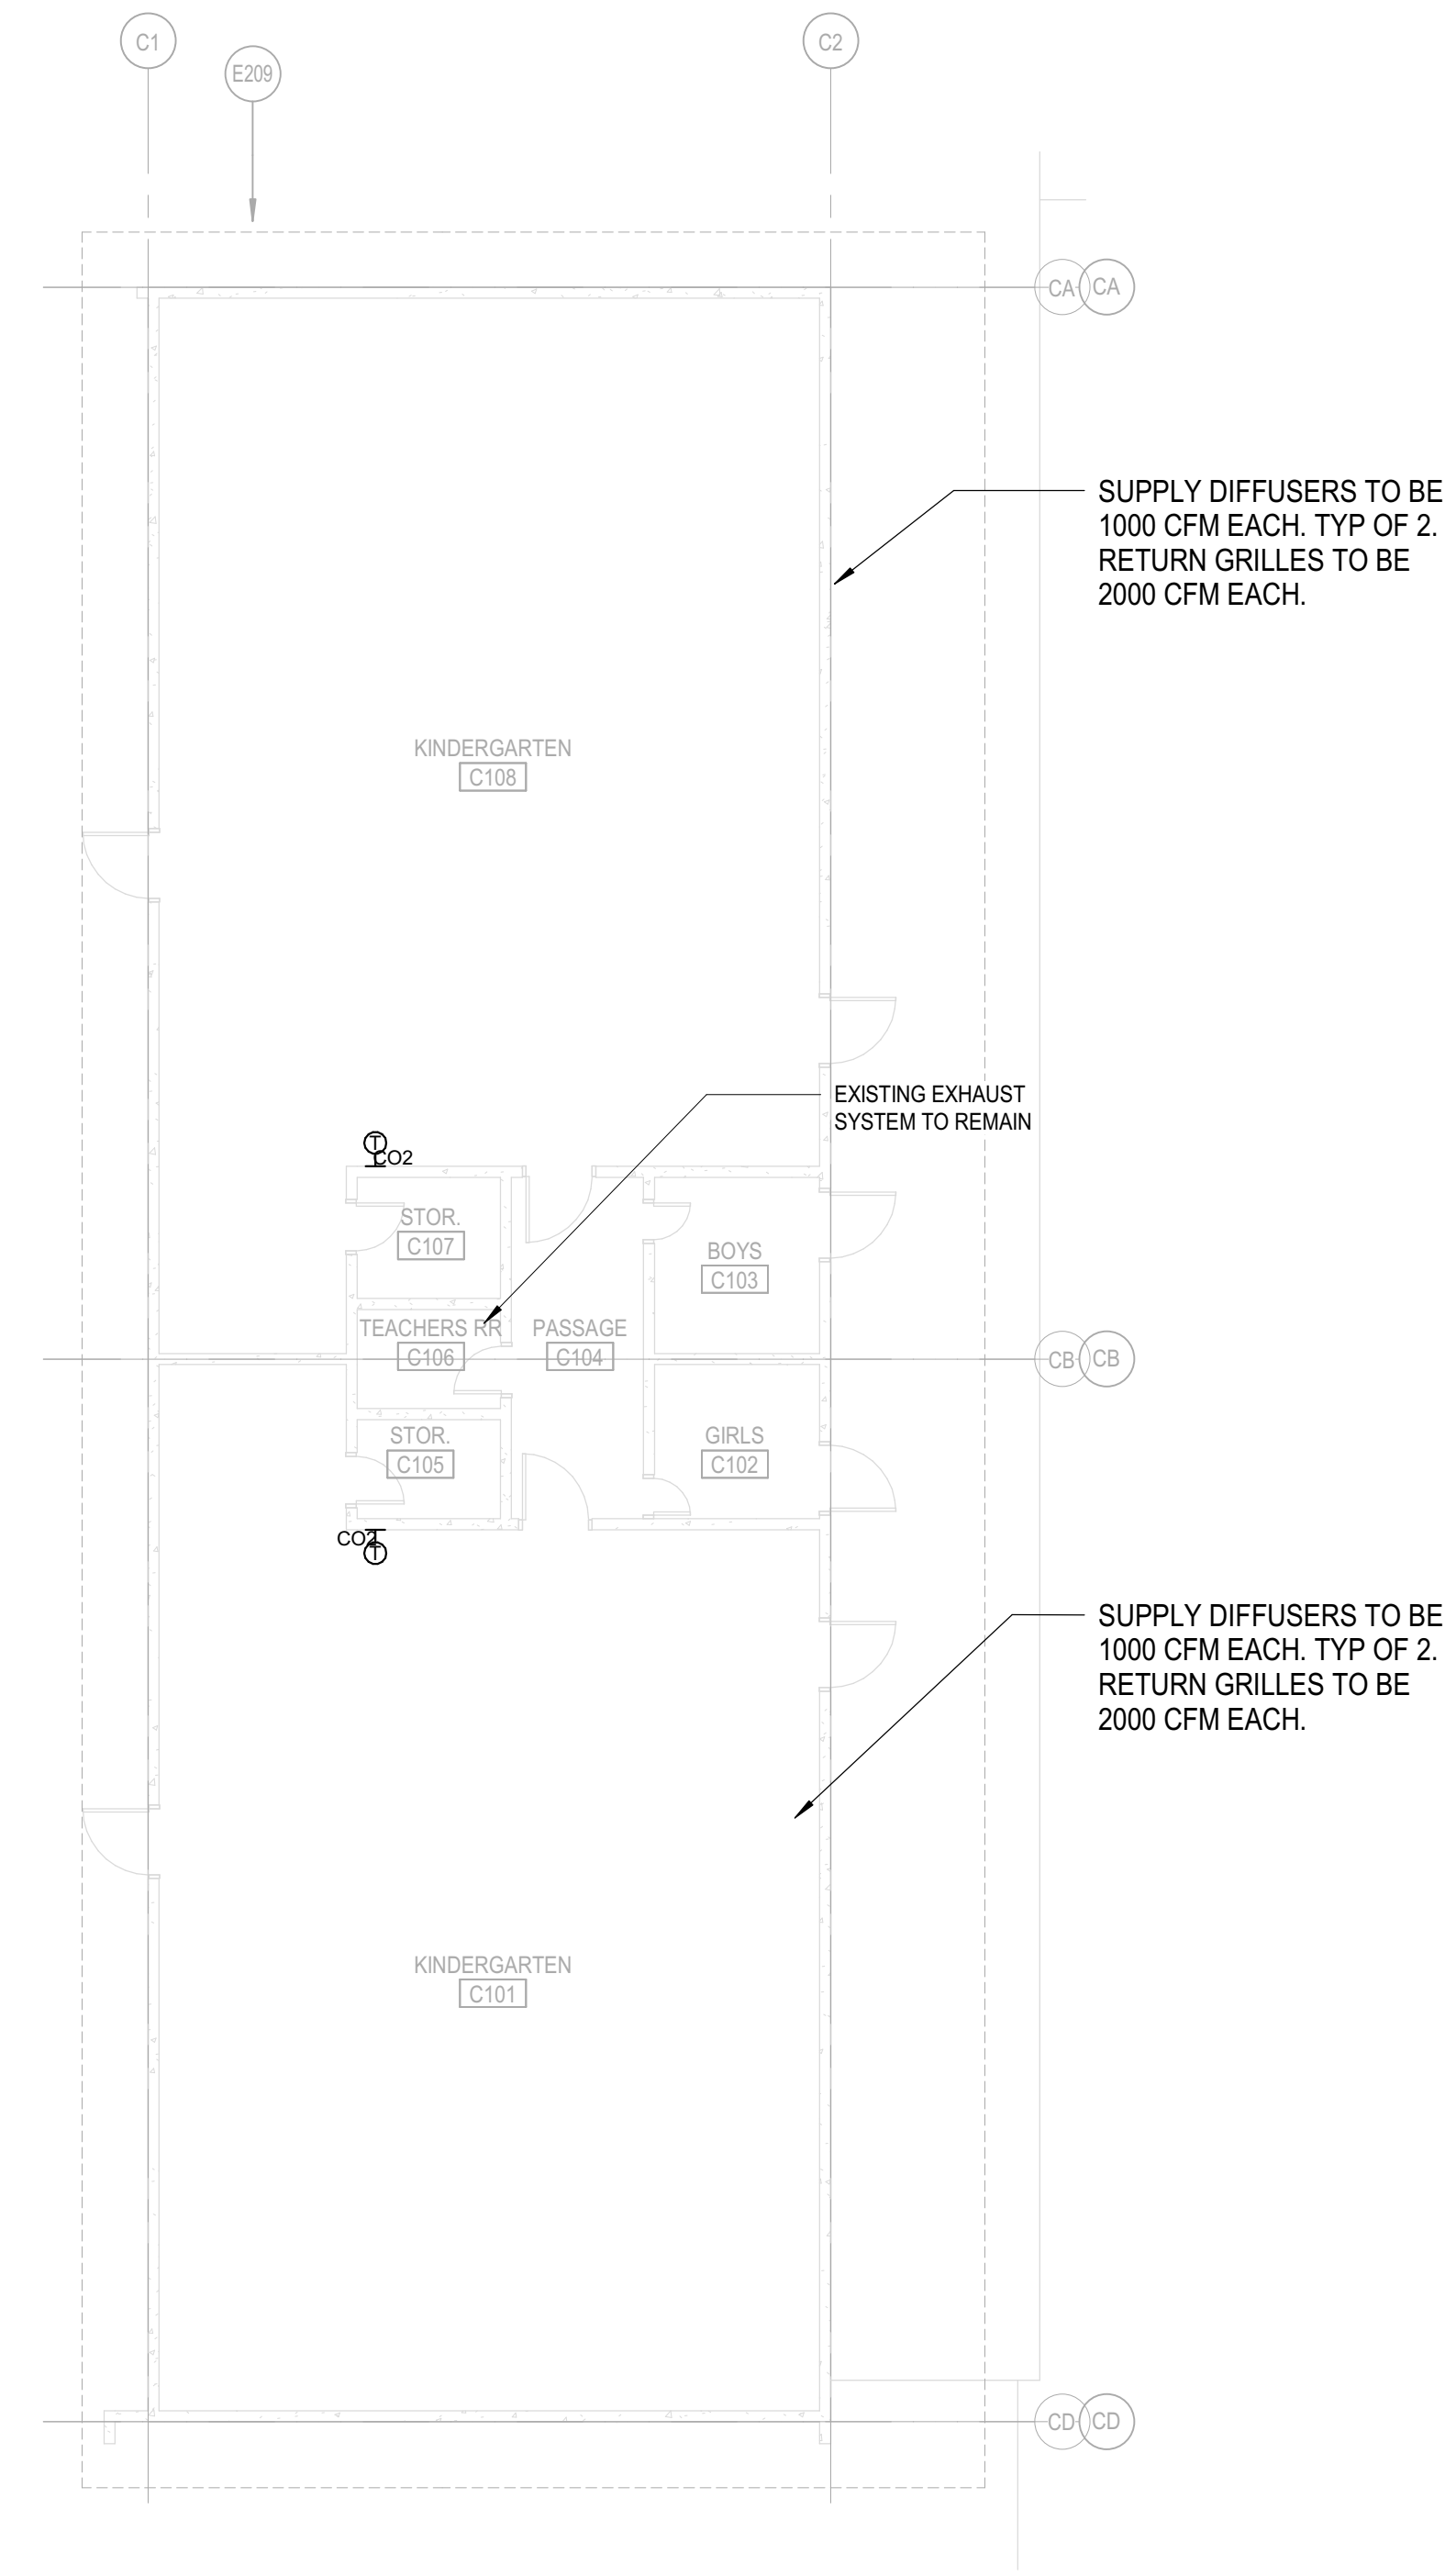 C1
C2
E209
CA
CA
SUPPLY DIFFUSERS TO BE
1000 CFM EACH. TYP OF 2.
RETURN GRILLES TO BE
2000 CFM EACH.
KINDERGARTEN
C108
EXISTING EXHAUST
SYSTEM TO REMAIN
T
CO2
STOR.
C107
BOYS
C103
TEACHERS RR
C106
PASSAGE
C104
CB
CB
STOR.
C105
GIRLS
C102
CO2
T
SUPPLY DIFFUSERS TO BE
1000 CFM EACH. TYP OF 2.
RETURN GRILLES TO BE
2000 CFM EACH.
KINDERGARTEN
C101
CD
CD